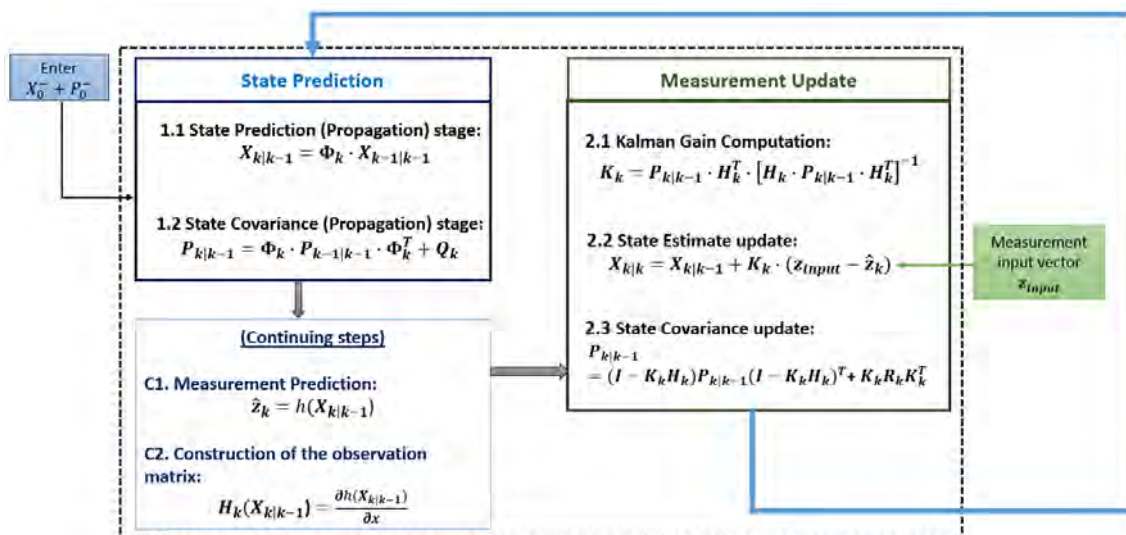 Enter
X₀⁻ + P₀⁻
State Prediction
1.1 State Prediction (Propagation) stage:
X_{k|k-1} = Φ_k · X_{k-1|k-1}
1.2 State Covariance (Propagation) stage:
P_{k|k-1} = Φ_k · P_{k-1|k-1} · Φ_k^T + Q_k
(Continuing steps)
C1. Measurement Prediction:
ẑ_k = h(X_{k|k-1})
C2. Construction of the observation
matrix:
H_k(X_{k|k-1}) = ∂h(X_{k|k-1})/∂x
Measurement Update
2.1 Kalman Gain Computation:
K_k = P_{k|k-1} · H_k^T · [H_k · P_{k|k-1} · H_k^T]^{-1}
2.2 State Estimate update:
X_{k|k} = X_{k|k-1} + K_k · (z_{input} − ẑ_k)
2.3 State Covariance update:
P_{k|k-1}
= (I − K_kH_k)P_{k|k-1}(I − K_kH_k)^T + K_kR_kK_k^T
Measurement
input vector
z_{input}